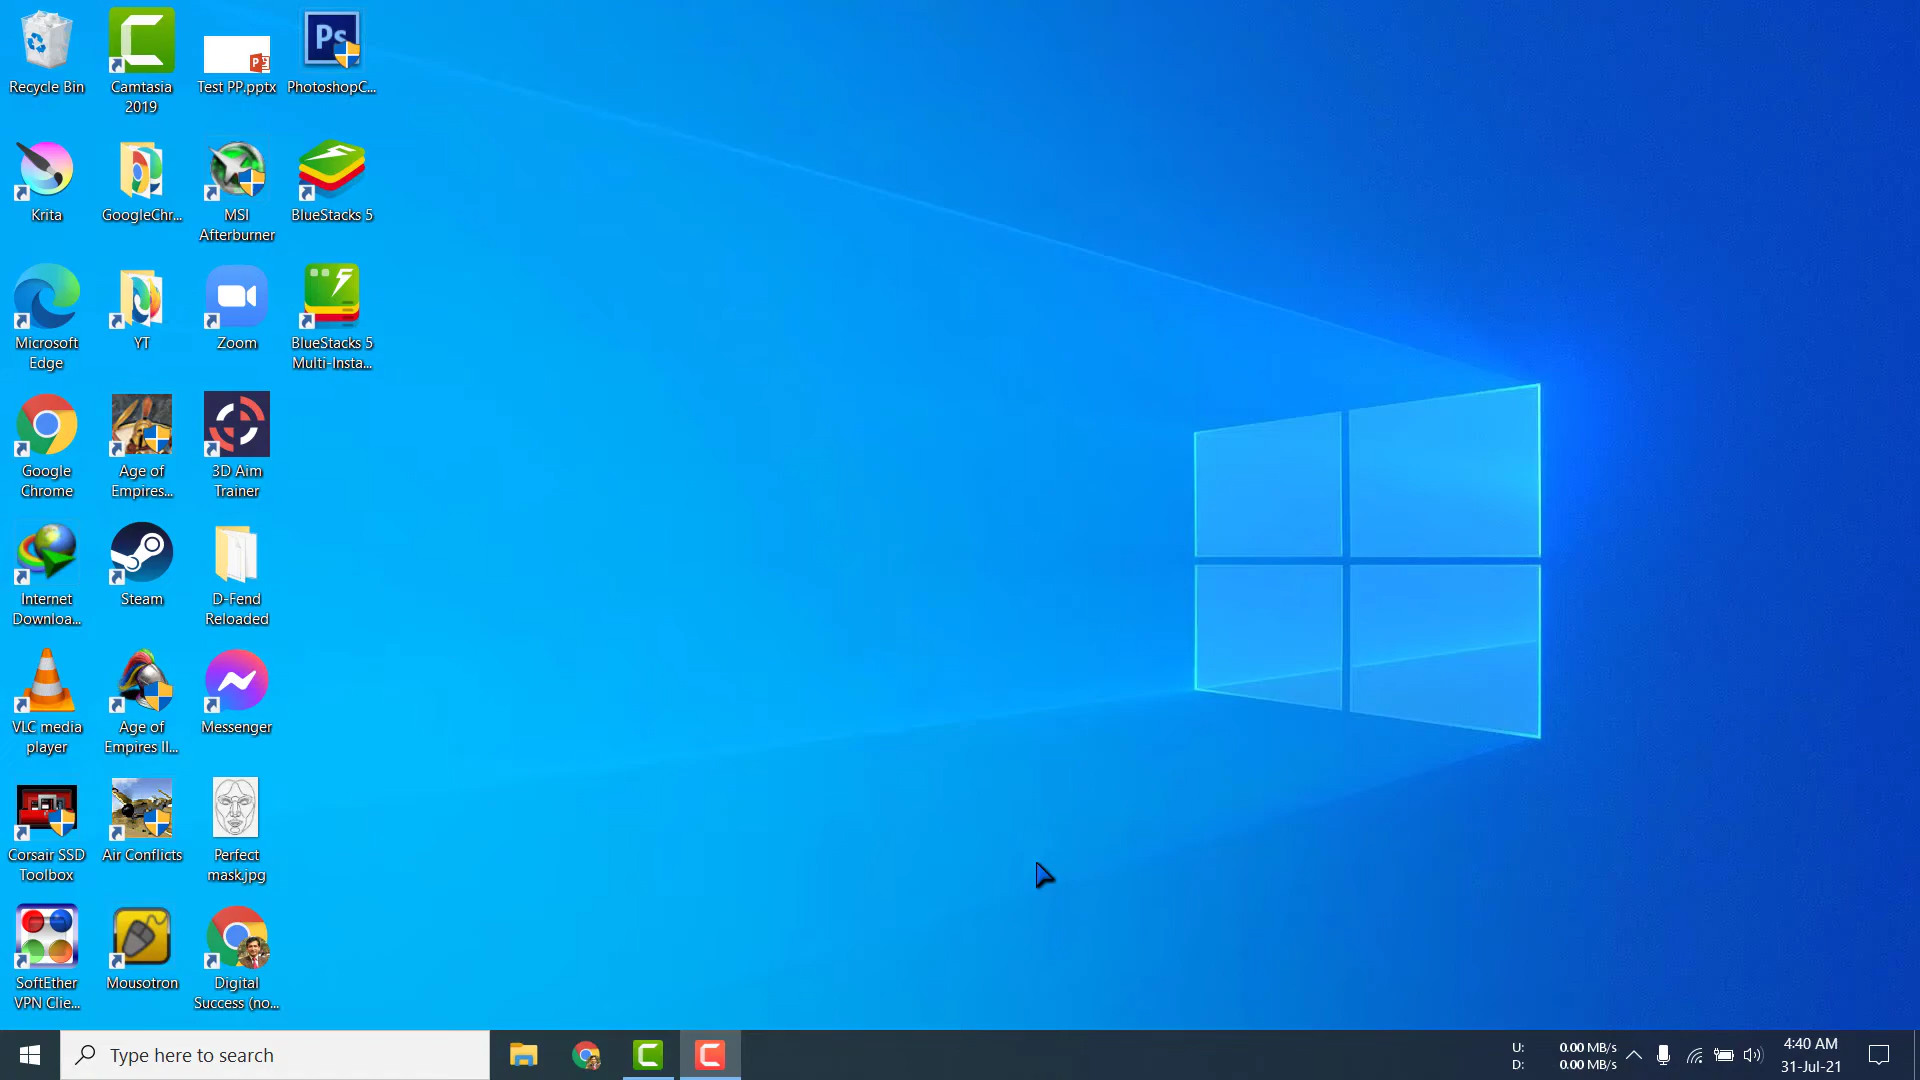 Recycle Bin
Camtasia
2019
Test PP.pptx
Ps
PhotoshopC...
Krita
GoogleChr...
MSI
Afterburner
BlueStacks 5
Microsoft
Edge
YT
Zoom
BlueStacks 5
Multi-Insta...
Google
Chrome
Age of
Empires...
3D Aim
Trainer
Internet
Downloa...
Steam
D-Fend
Reloaded
VLC media
player
Age of
Empires II...
Messenger
Corsair SSD
Toolbox
Air Conflicts
Perfect
mask.jpg
SoftEther
VPN Clie...
Mousotron
Digital
Success (no...
Type here to search
U: 0.00 MB/s
D: 0.00 MB/s
4:40 AM
31-Jul-21